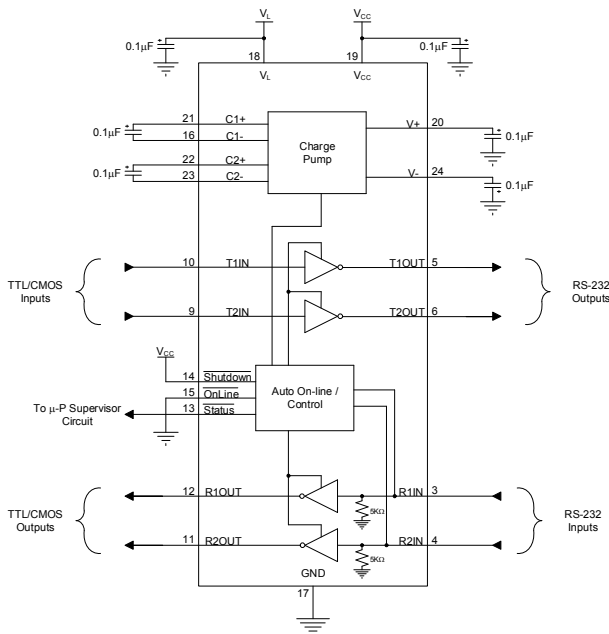 VL
VCC
0.1μF
0.1μF
18
19
VL
VCC
21
C1+
V+
20
0.1μF
0.1μF
16
C1-
Charge
Pump
22
C2+
V-
24
0.1μF
0.1μF
23
C2-
TTL/CMOS
Inputs
10
T1IN
T1OUT
5
RS-232
Outputs
9
T2IN
T2OUT
6
VCC
14
Shutdown
15
OnLine
13
Status
Auto On-line /
Control
To μ-P Supervisor
Circuit
TTL/CMOS
Outputs
12
R1OUT
R1IN
3
5KΩ
RS-232
Inputs
11
R2OUT
R2IN
4
5KΩ
GND
17